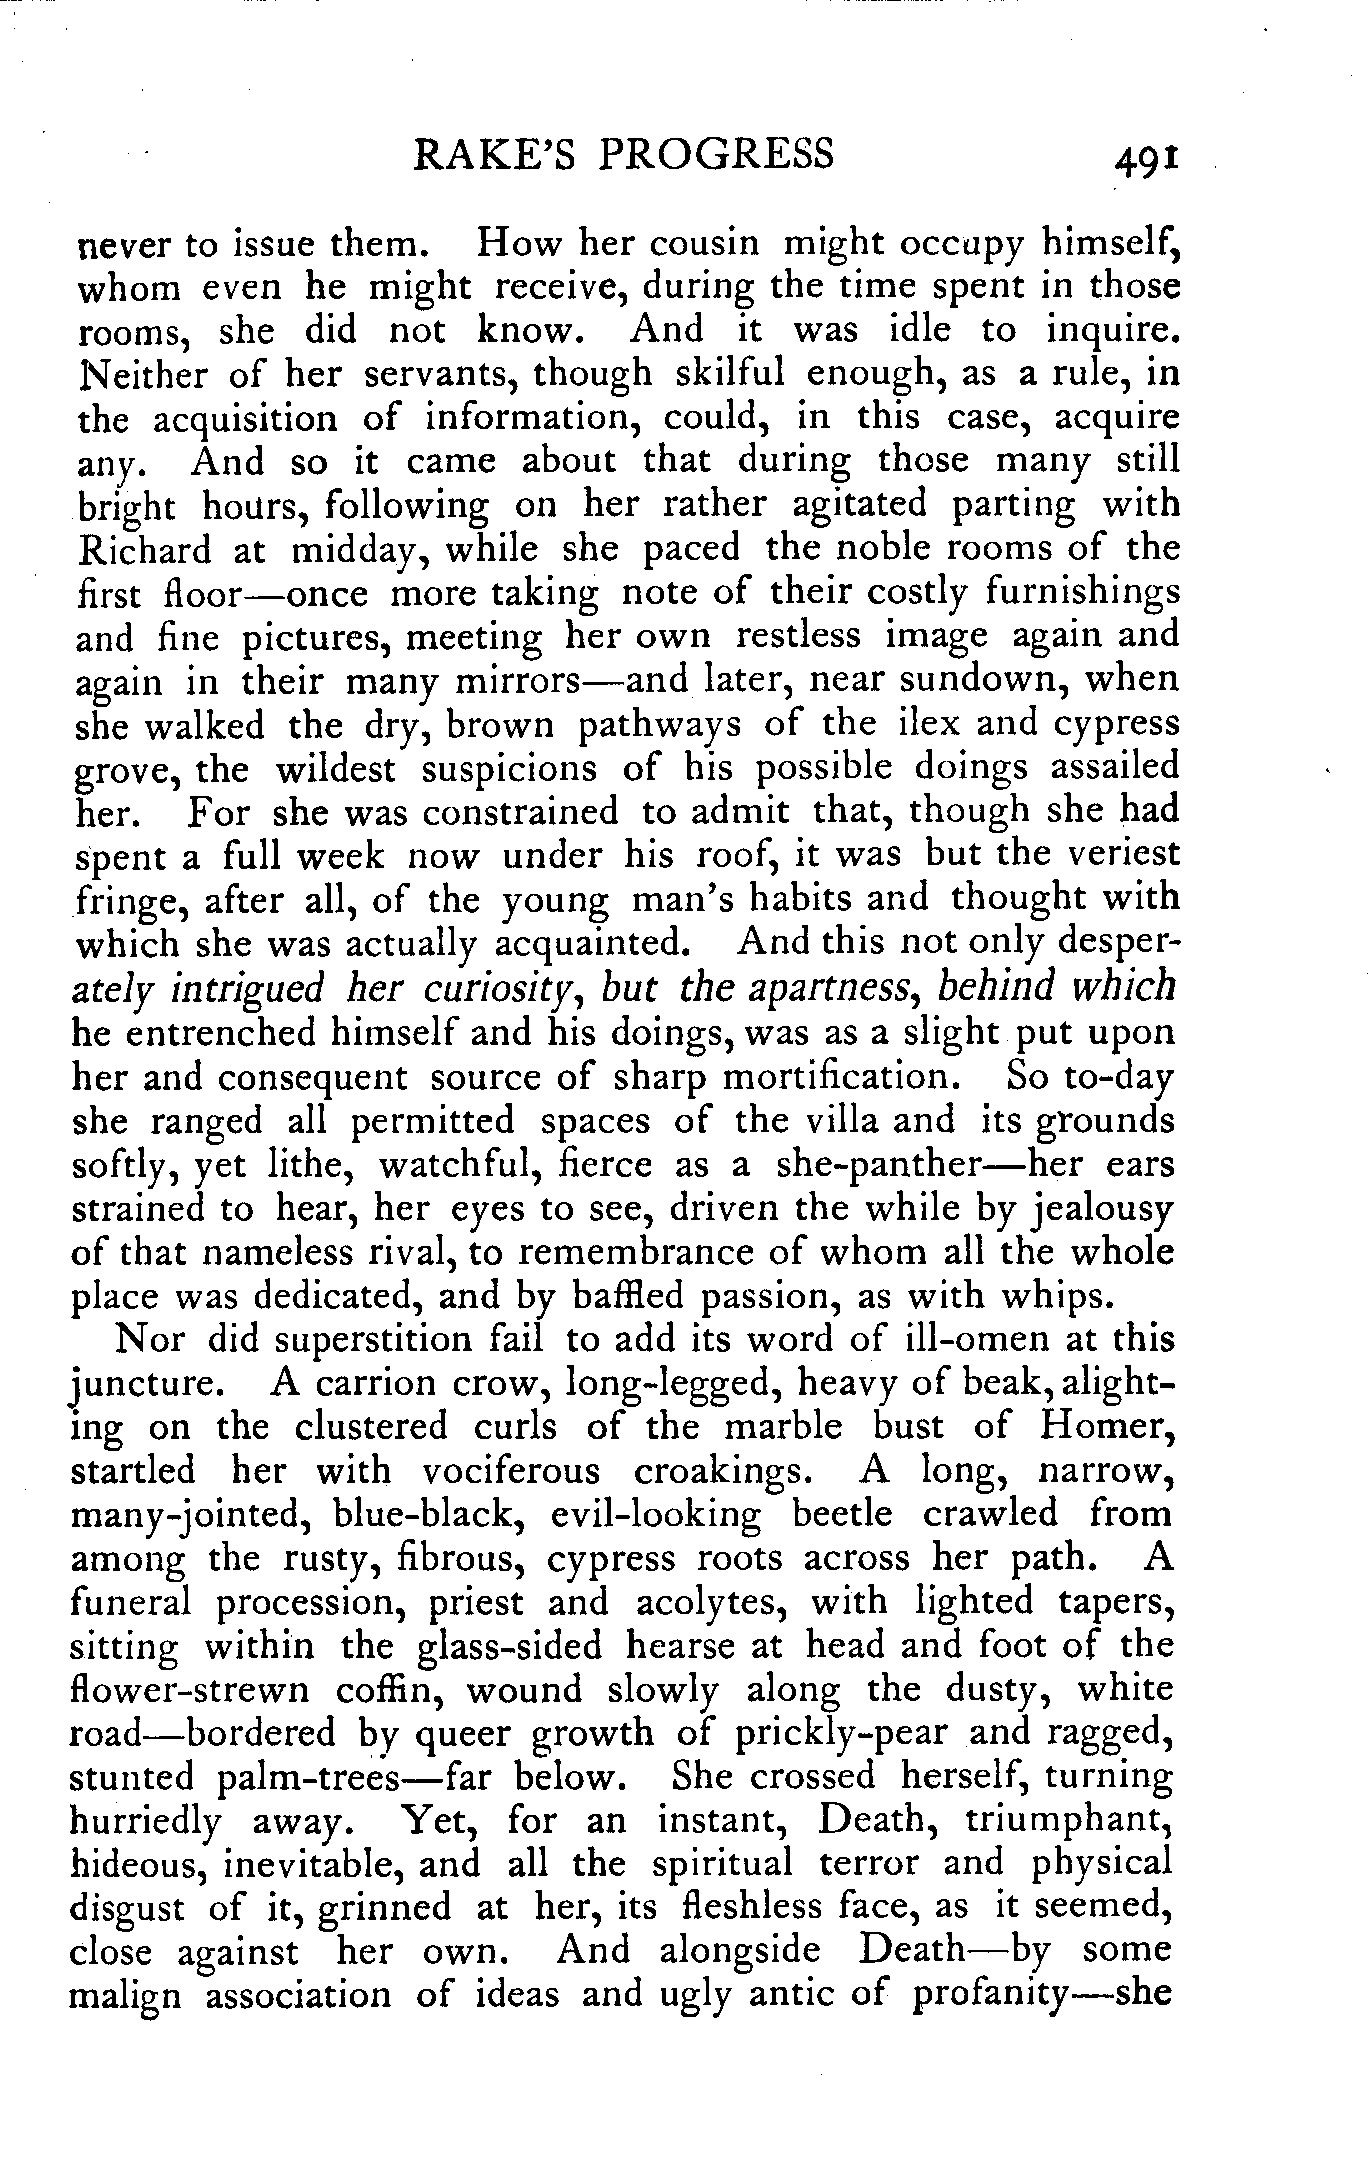 RAKE'S PROGRESS 491
never to issue them. How her cousin might occupy himself,
whom even he might receive, during the time spent in those
rooms, she did not know. And it was idle to inquire.
Neither of her servants, though skilful enough, as a rule, in
the acquisition of information, could, in this case, acquire
any. And so it came about that during those many still
bright hours, following on her rather agitated parting with
Richard at midday, while she paced the noble rooms of the
first floor—once more taking note of their costly furnishings
and fine pictures, meeting her own restless image again and
again in their many mirrors—and later, near sundown, when
she walked the dry, brown pathways of the ilex and cypress
grove, the wildest suspicions of his possible doings assailed
her. For she was constrained to admit that, though she had
spent a full week now under his roof, it was but the veriest
fringe, after all, of the young man's habits and thought with
which she was actually acquainted. And this not only desper-
ately intrigued her curiosity, but the apartness, behind which
he entrenched himself and his doings, was as a slight put upon
her and consequent source of sharp mortification. So to-day
she ranged all permitted spaces of the villa and its grounds
softly, yet lithe, watchful, fierce as a she-panther—her ears
strained to hear, her eyes to see, driven the while by jealousy
of that nameless rival, to remembrance of whom all the whole
place was dedicated, and by baffled passion, as with whips.
Nor did superstition fail to add its word of ill-omen at this
juncture. A carrion crow, long-legged, heavy of beak, alight-
ing on the clustered curls of the marble bust of Homer,
startled her with vociferous croakings. A long, narrow,
many-jointed, blue-black, evil-looking beetle crawled from
among the rusty, fibrous, cypress roots across her path. A
funeral procession, priest and acolytes, with lighted tapers,
sitting within the glass-sided hearse at head and foot of the
flower-strewn coffin, wound slowly along the dusty, white
road—bordered by queer growth of prickly-pear and ragged,
stunted palm-trees—far below. She crossed herself, turning
hurriedly away. Yet, for an instant, Death, triumphant,
hideous, inevitable, and all the spiritual terror and physical
disgust of it, grinned at her, its fleshless face, as it seemed,
close against her own. And alongside Death—by some
malign association of ideas and ugly antic of profanity—she